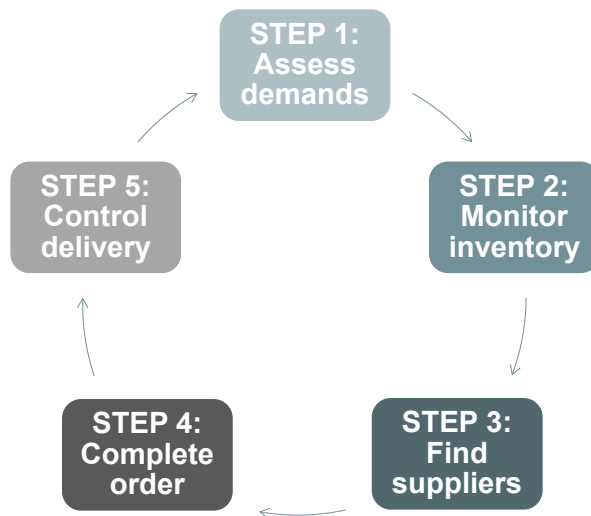 STEP 1:
Assess
demands
STEP 2:
Monitor
inventory
STEP 3:
Find
suppliers
STEP 4:
Complete
order
STEP 5:
Control
delivery